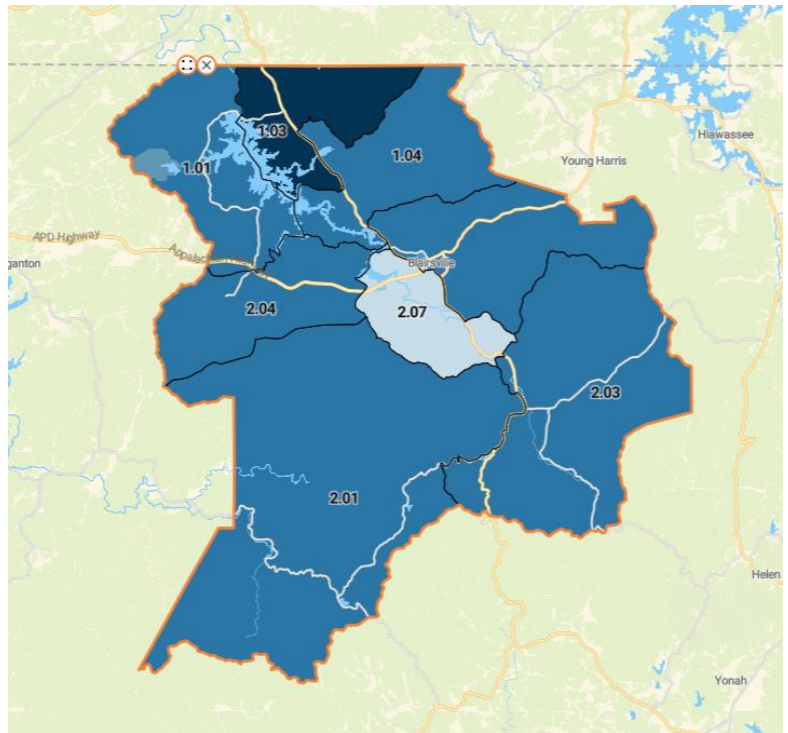 1.03
Hiawassee
1.04
Young Harris
1.01
APD Highway
ganton
Blairsville
2.04
2.07
2.03
2.01
Helen
Yonah